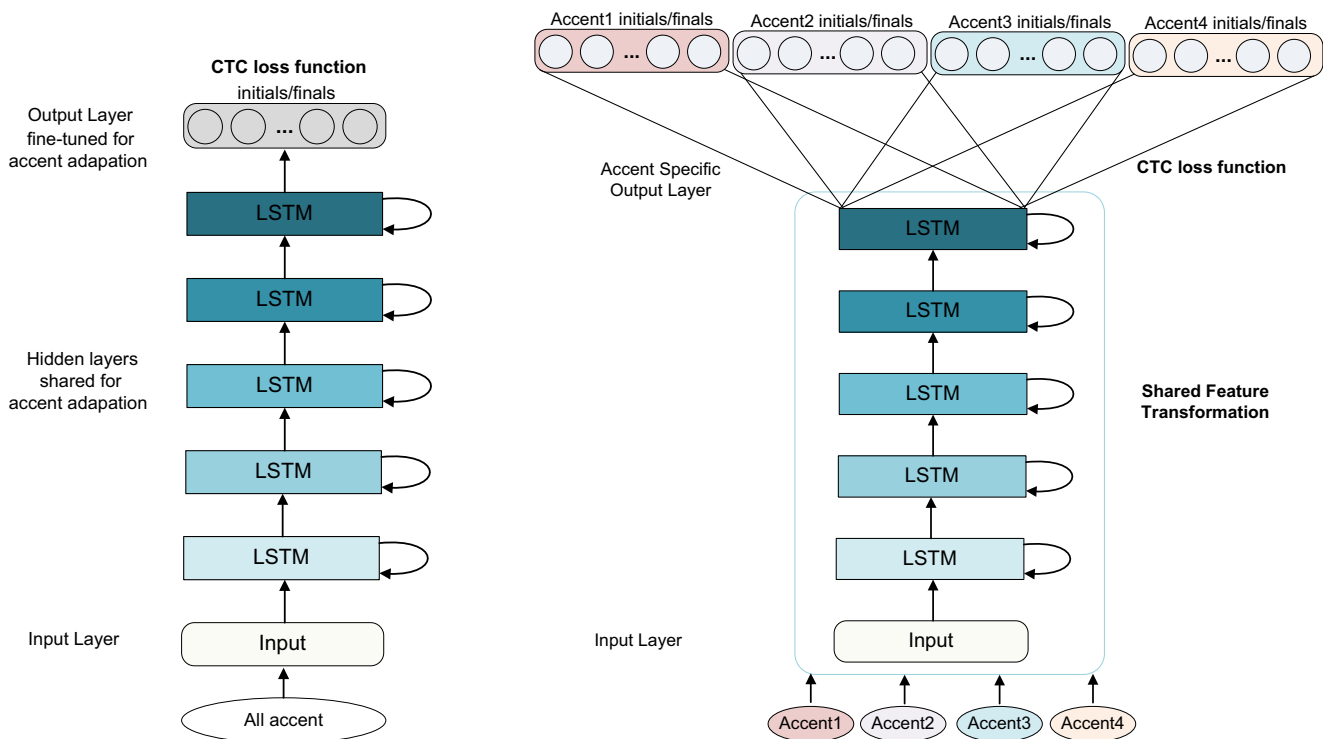 CTC loss function
initials/finals
...
Output Layer
fine-tuned for
accent adapation
LSTM
LSTM
Hidden layers
shared for
accent adapation
LSTM
LSTM
LSTM
Input Layer
Input
All accent
Accent1 initials/finals
Accent2 initials/finals
Accent3 initials/finals
Accent4 initials/finals
...
...
...
...
Accent Specific
Output Layer
CTC loss function
LSTM
LSTM
LSTM
Shared Feature
Transformation
LSTM
LSTM
Input Layer
Input
Accent1
Accent2
Accent3
Accent4